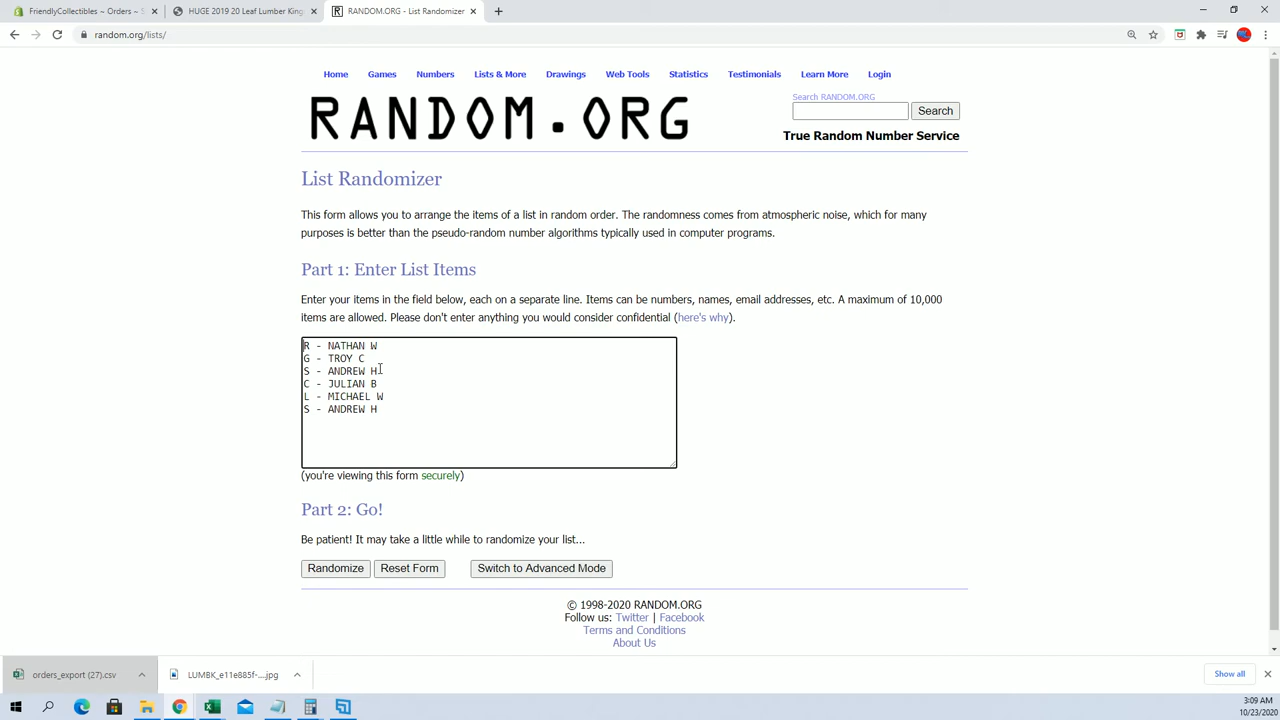 FriendlyCollectibles ~ Orders ~ S
HUGE 2019 20 Leaf Lumber King
RANDOM.ORG - List Randomizer
random.org/lists/
Home Games Numbers Lists & More Drawings Web Tools Statistics Testimonials Learn More Login
RANDOM.ORG
Search RANDOM.ORG
Search
True Random Number Service
List Randomizer
This form allows you to arrange the items of a list in random order. The randomness comes from atmospheric noise, which for many
purposes is better than the pseudo-random number algorithms typically used in computer programs.
Part 1: Enter List Items
Enter your items in the field below, each on a separate line. Items can be numbers, names, email addresses, etc. A maximum of 10,000
items are allowed. Please don't enter anything you would consider confidential (here's why).
R - NATHAN W
G - TROY C
S - ANDREW H
C - JULIAN B
L - MICHAEL W
S - ANDREW H
(you're viewing this form securely)
Part 2: Go!
Be patient! It may take a little while to randomize your list...
Randomize Reset Form Switch to Advanced Mode
© 1998-2020 RANDOM.ORG
Follow us: Twitter | Facebook
Terms and Conditions
About Us
orders_export (27).csv
LUMBK_e11e885f-....jpg
Show all
3:09 AM
10/23/2020